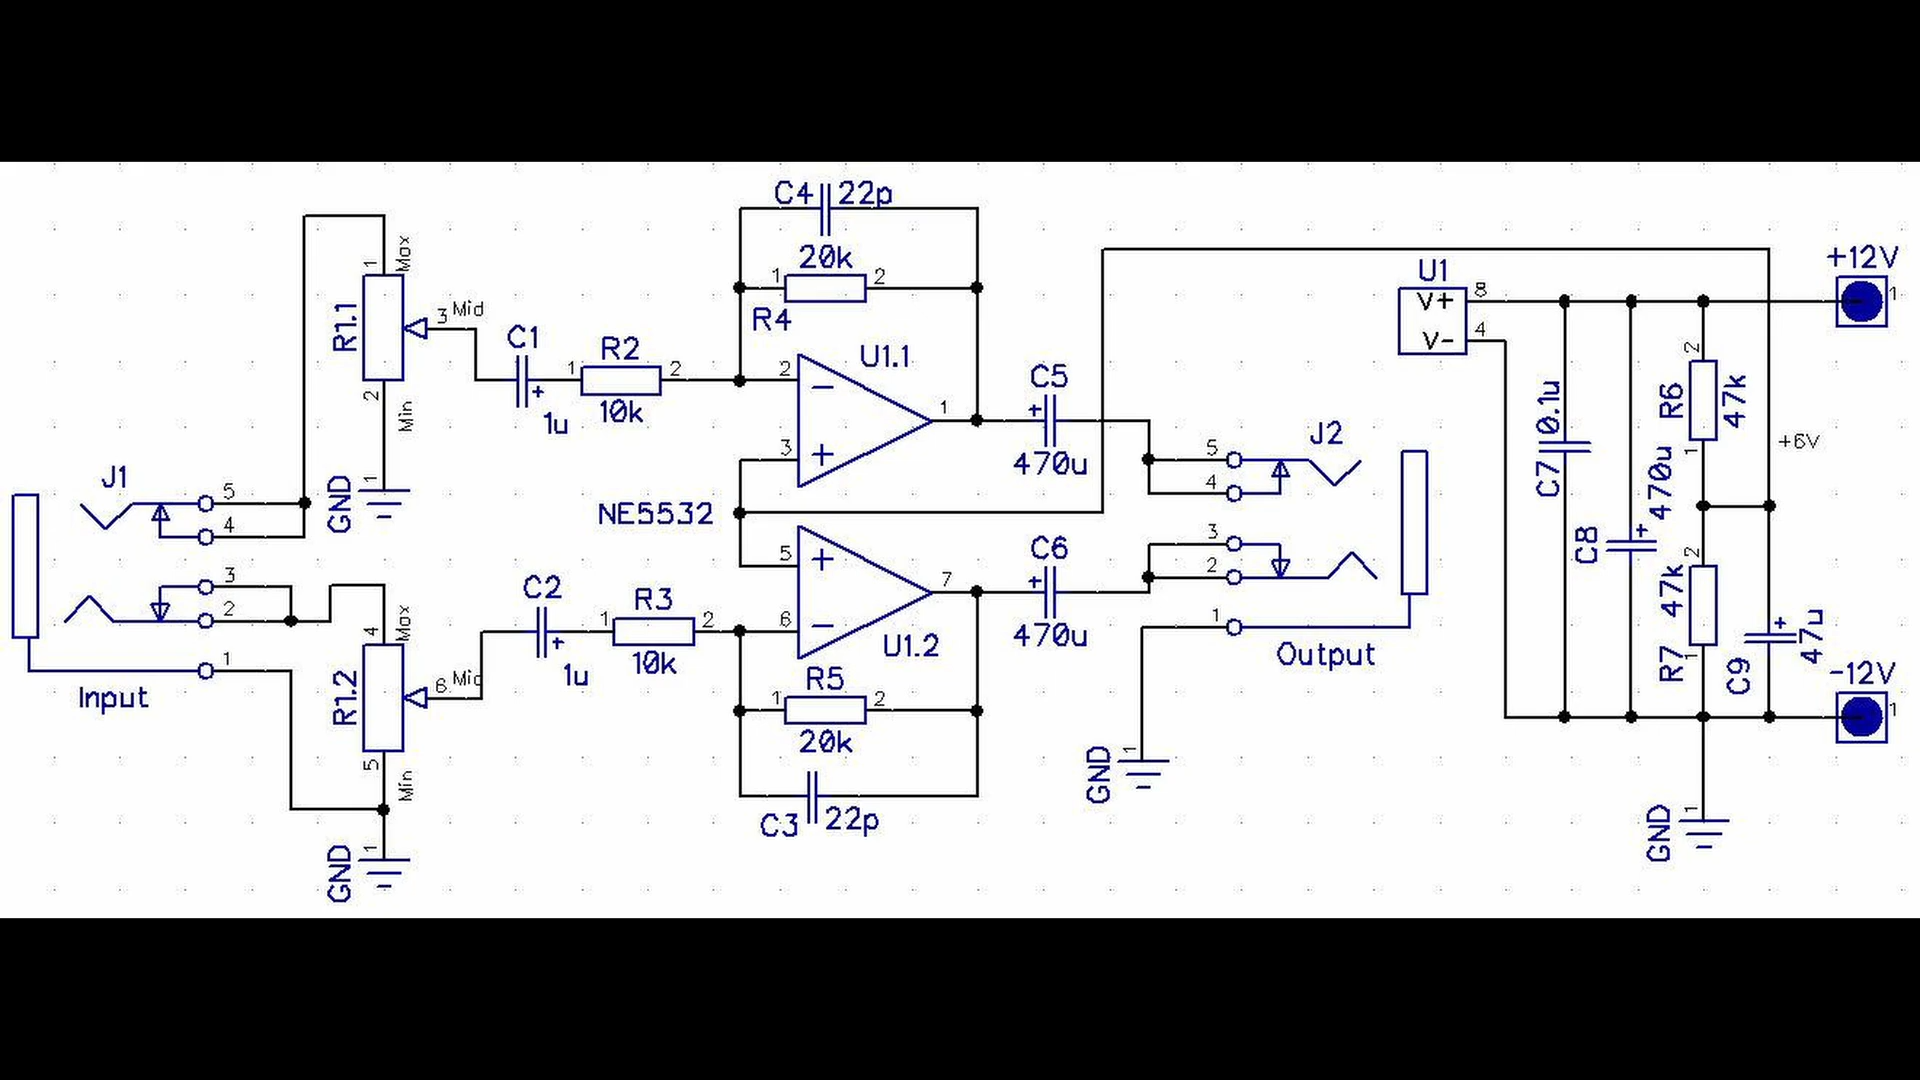 C4 22p
20k
1 2
R4
Max
1
R1.1
3 Mid
2
Min
1
GND
C1
+
1u
1 R2 2
10k
2
−
U1.1
1
3
+
C5
+
470u
NE5532
J1
5
4
3
2
1
Input
Max
4
R1.2
6 Mid
5
Min
1
GND
C2
+
1u
1 R3 2
10k
5
+
7
6
−
U1.2
R5
1 2
20k
C3 22p
C6
+
470u
J2
5
4
3
2
1
Output
1
GND
U1
V+ 8
V- 4
C7 0.1u
C8 470u
+
2
R6 47k
1
+6V
2
R7 47k
1
C9 47u
+
+12V
1
-12V
1
1
GND